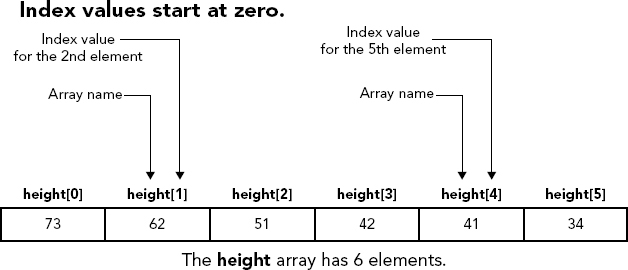 Index values start at zero.
Index value
for the 2nd element
Index value
for the 5th element
Array name
Array name
height[0] height[1] height[2] height[3] height[4] height[5]
73 62 51 42 41 34
The height array has 6 elements.